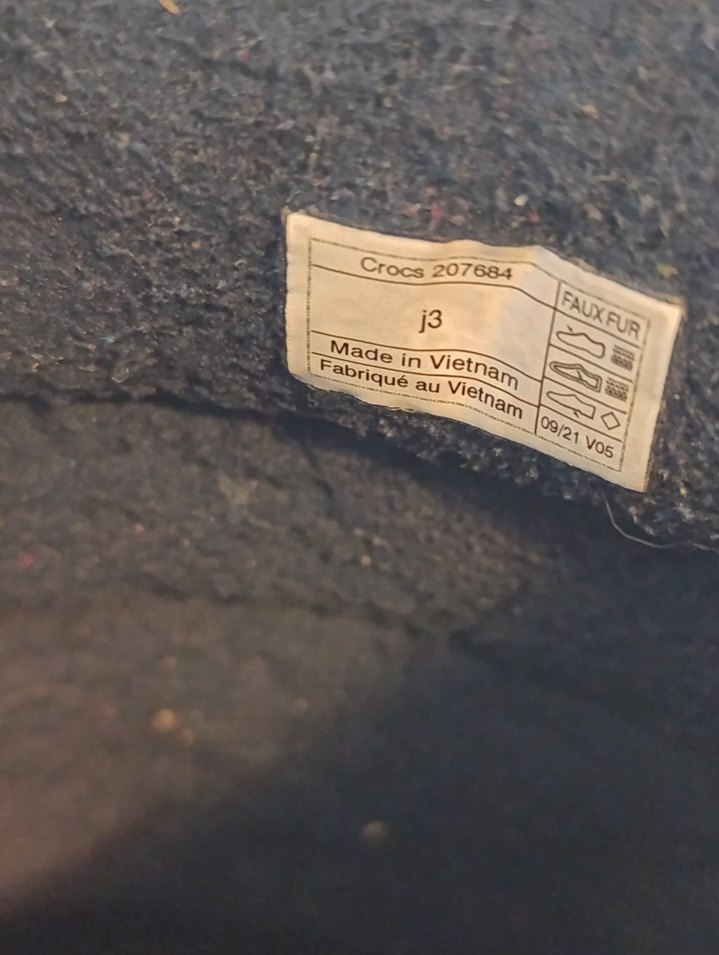 Crocs 207684
j3
Made in Vietnam
Fabriqué au Vietnam
FAUX FUR
09/21 V05